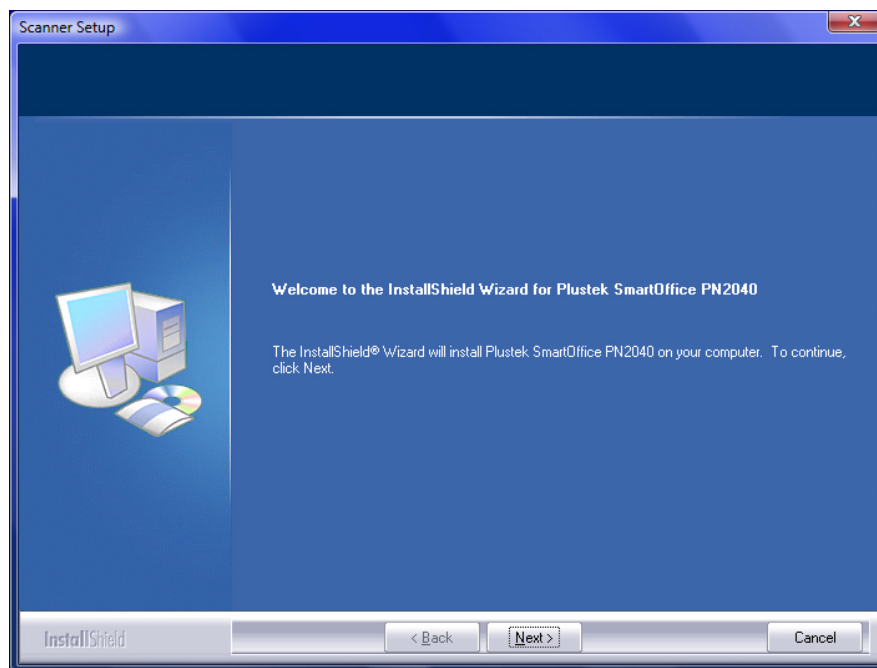 Scanner Setup
Welcome to the InstallShield Wizard for Plustek SmartOffice PN2040
The InstallShield® Wizard will install Plustek SmartOffice PN2040 on your computer. To continue,
click Next.
InstallShield
< Back
Next >
Cancel